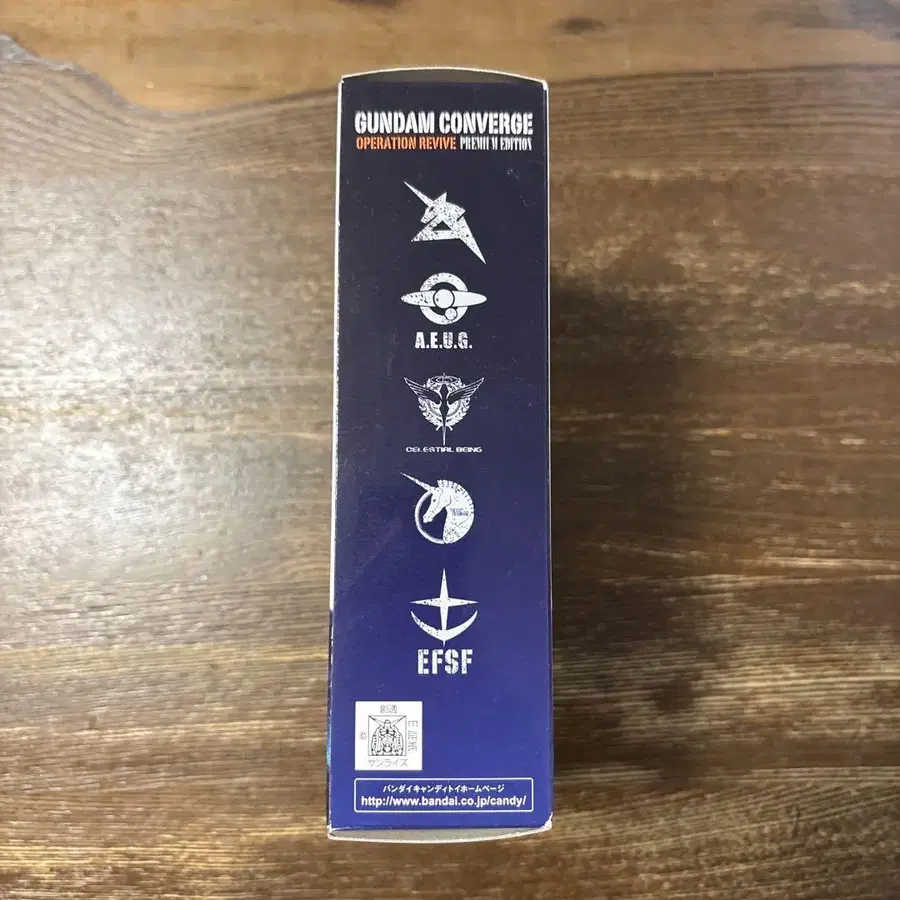 GUNDAM CONVERGE
OPERATION REVIVE PREMIUM EDITION
A.E.U.G.
CELESTIAL BEING
EFSF
創通
©
サンライズ
バンダイキャンディトイホームページ
http://www.bandai.co.jp/candy/